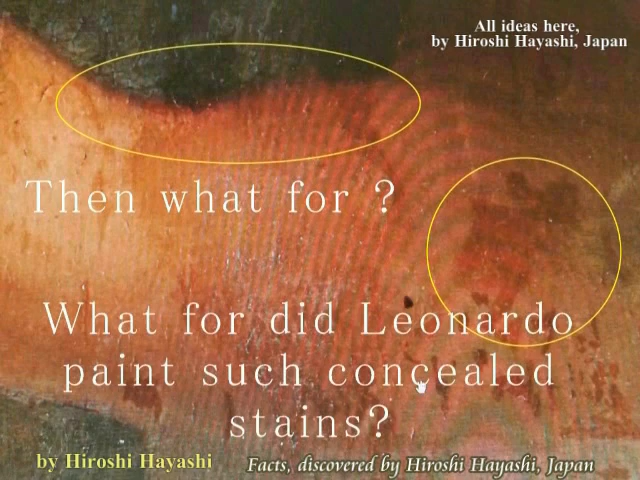 All ideas here,
by Hiroshi Hayashi, Japan
Then what for ?
What for did Leonardo
paint such concealed
stains?
by Hiroshi Hayashi
Facts, discovered by Hiroshi Hayashi, Japan